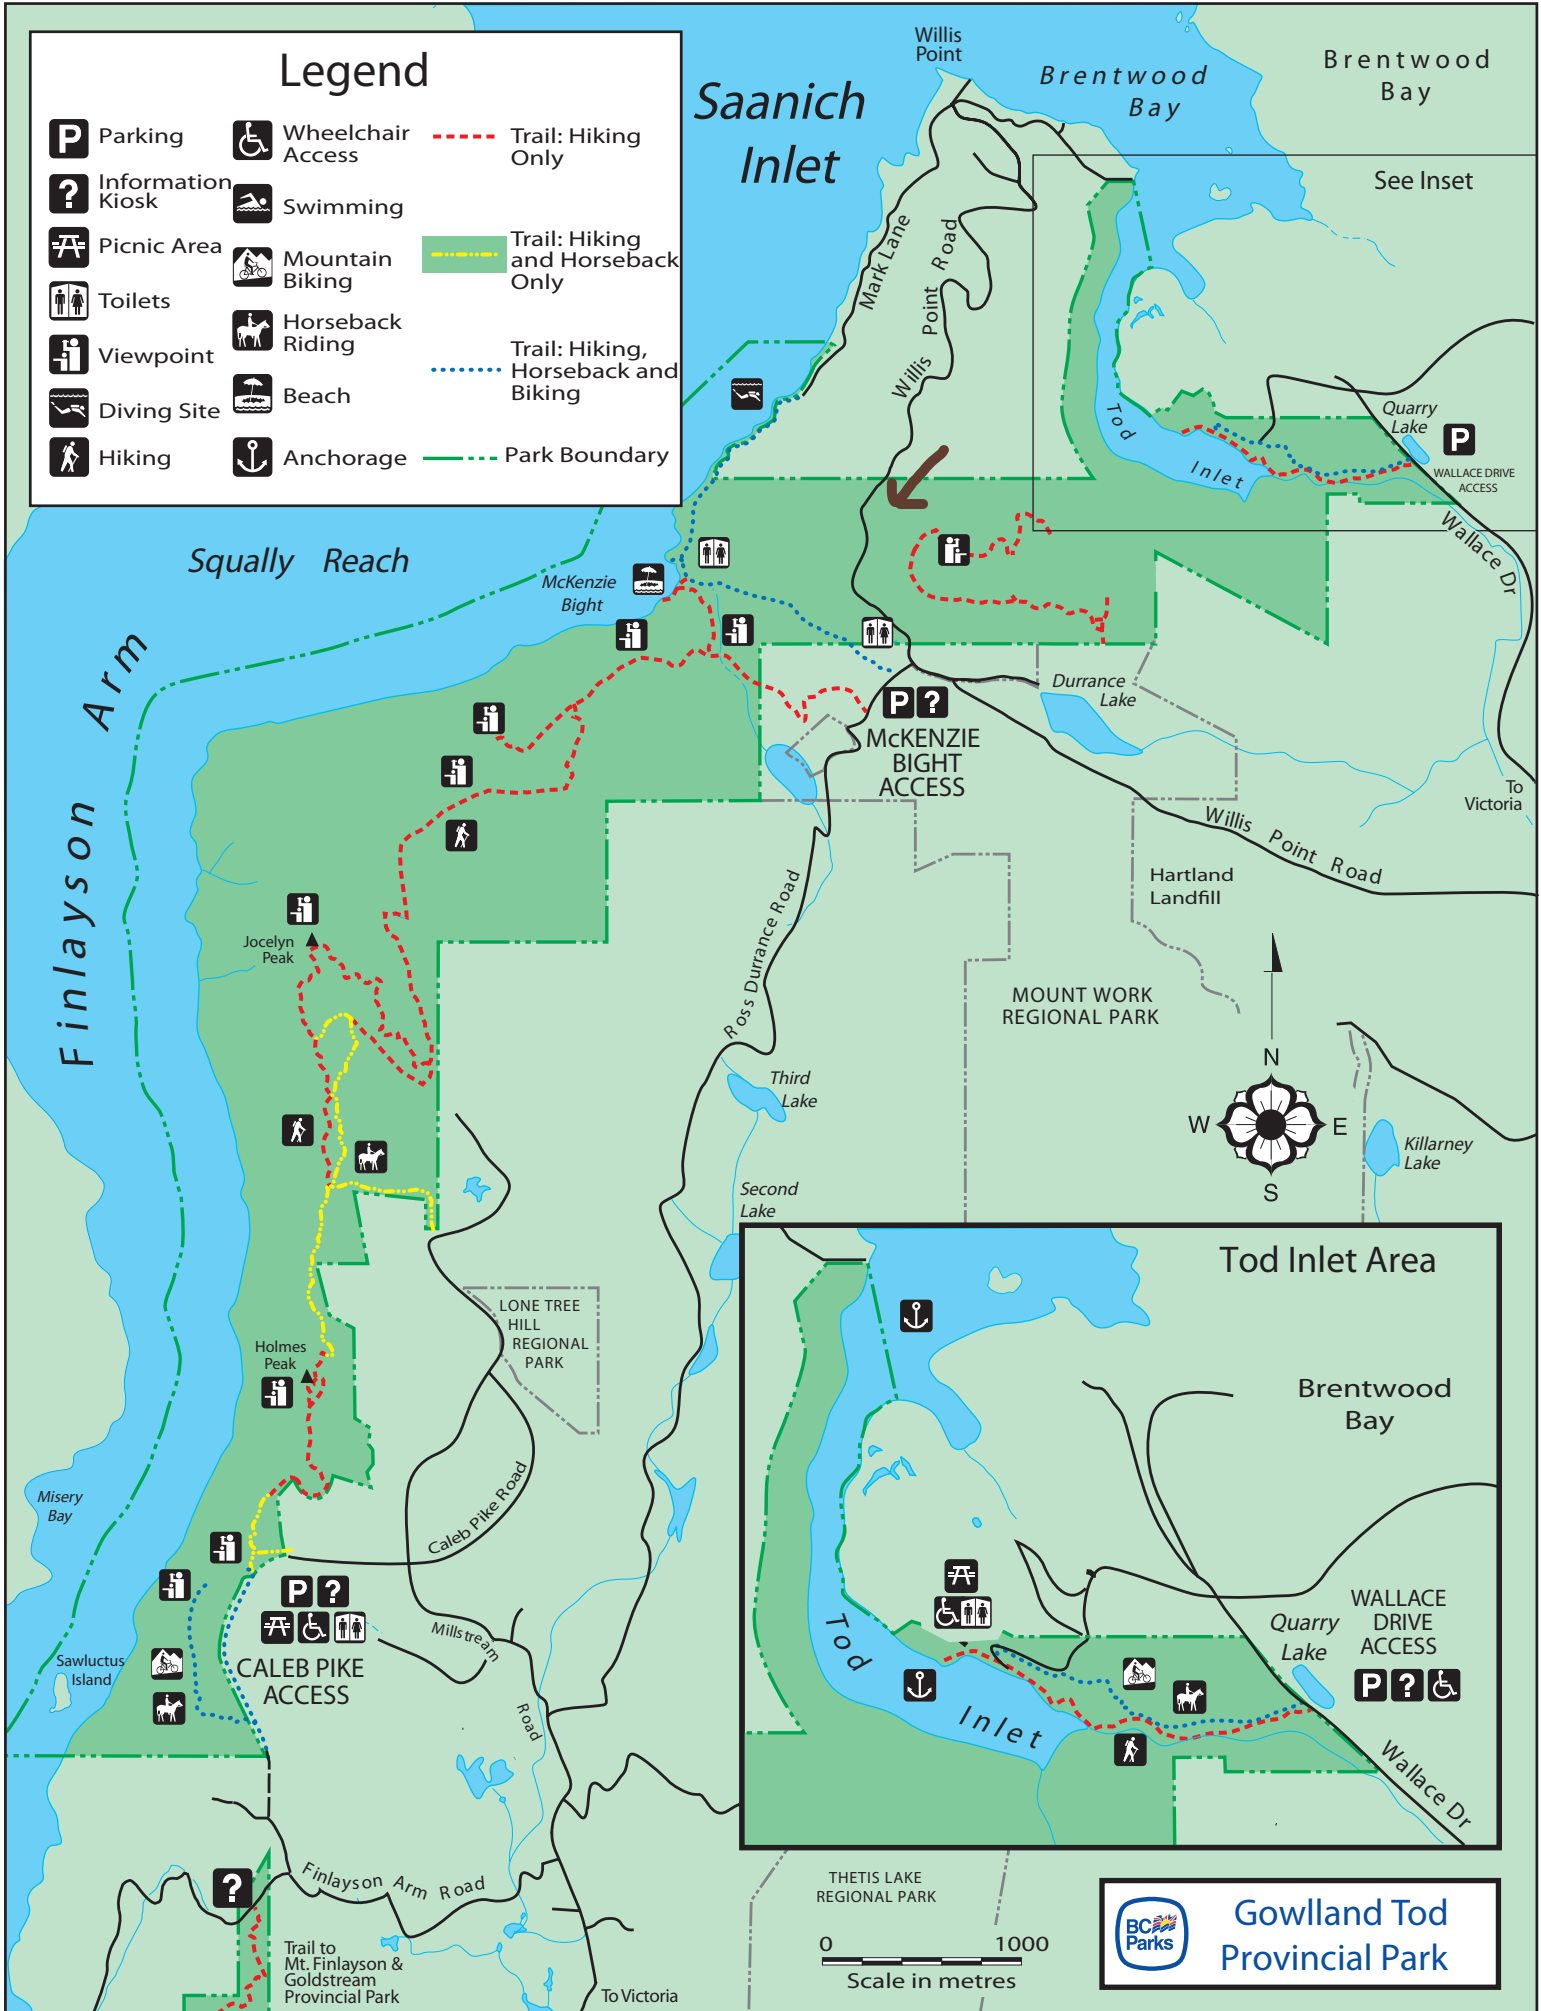 Legend
Parking
Information
Kiosk
Picnic Area
Toilets
Viewpoint
Diving Site
Hiking
Wheelchair
Access
Swimming
Mountain
Biking
Horseback
Riding
Beach
Anchorage
Trail: Hiking
Only
Trail: Hiking
and Horseback
Only
Trail: Hiking,
Horseback and
Biking
Park Boundary
Willis
Point
Saanich
Inlet
Brentwood
Bay
Brentwood
Bay
See Inset
Mark Lane
Willis Point Road
Tod
Inlet
Quarry
Lake
P
WALLACE DRIVE
ACCESS
Wallace Dr
To
Victoria
Squally Reach
McKenzie
Bight
Finlayson Arm
Durrance
Lake
P ?
McKENZIE
BIGHT
ACCESS
Willis Point Road
Hartland
Landfill
Jocelyn
Peak
Ross Durrance Road
MOUNT WORK
REGIONAL PARK
N
W E
S
Third
Lake
Killarney
Lake
Second
Lake
LONE TREE
HILL
REGIONAL
PARK
Holmes
Peak
Caleb Pike Road
Misery
Bay
P ?
CALEB PIKE
ACCESS
Sawluctus
Island
Millstream
Road
Tod Inlet Area
Brentwood
Bay
Tod
Inlet
Quarry
Lake
WALLACE
DRIVE
ACCESS
P ?
Wallace Dr
?
Finlayson Arm Road
Trail to
Mt. Finlayson &
Goldstream
Provincial Park
To Victoria
THETIS LAKE
REGIONAL PARK
0 1000
Scale in metres
BC
Parks
Gowlland Tod
Provincial Park